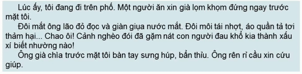 Lúc ấy, tôi đang đi trên phố. Một người ăn xin già lọm khọm đứng ngay trước
mặt tôi.
Đôi mắt ông lão đỏ đọc và giàn giụa nước mắt. Đôi môi tái nhợt, áo quần tả tơi
thảm hại... Chao ôi! Cảnh nghèo đói đã gặm nát con người đau khổ kia thành xấu
xí biết nhường nào!
Ông già chìa trước mặt tôi bàn tay sưng húp, bẩn thỉu. Ông rên rỉ cầu xin cứu
giúp.